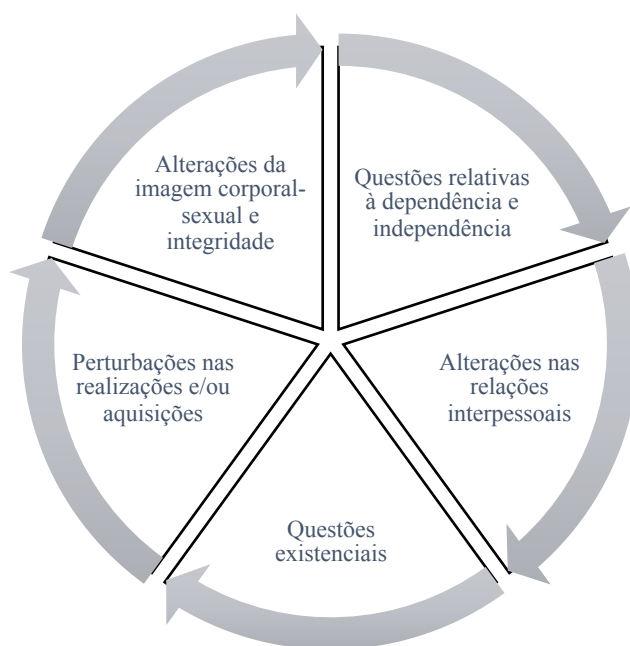 Alterações da
imagem corporal-
sexual e
integridade
Questões relativas
à dependência e
independência
Perturbações nas
realizações e/ou
aquisições
Alterações nas
relações
interpessoais
Questões
existenciais